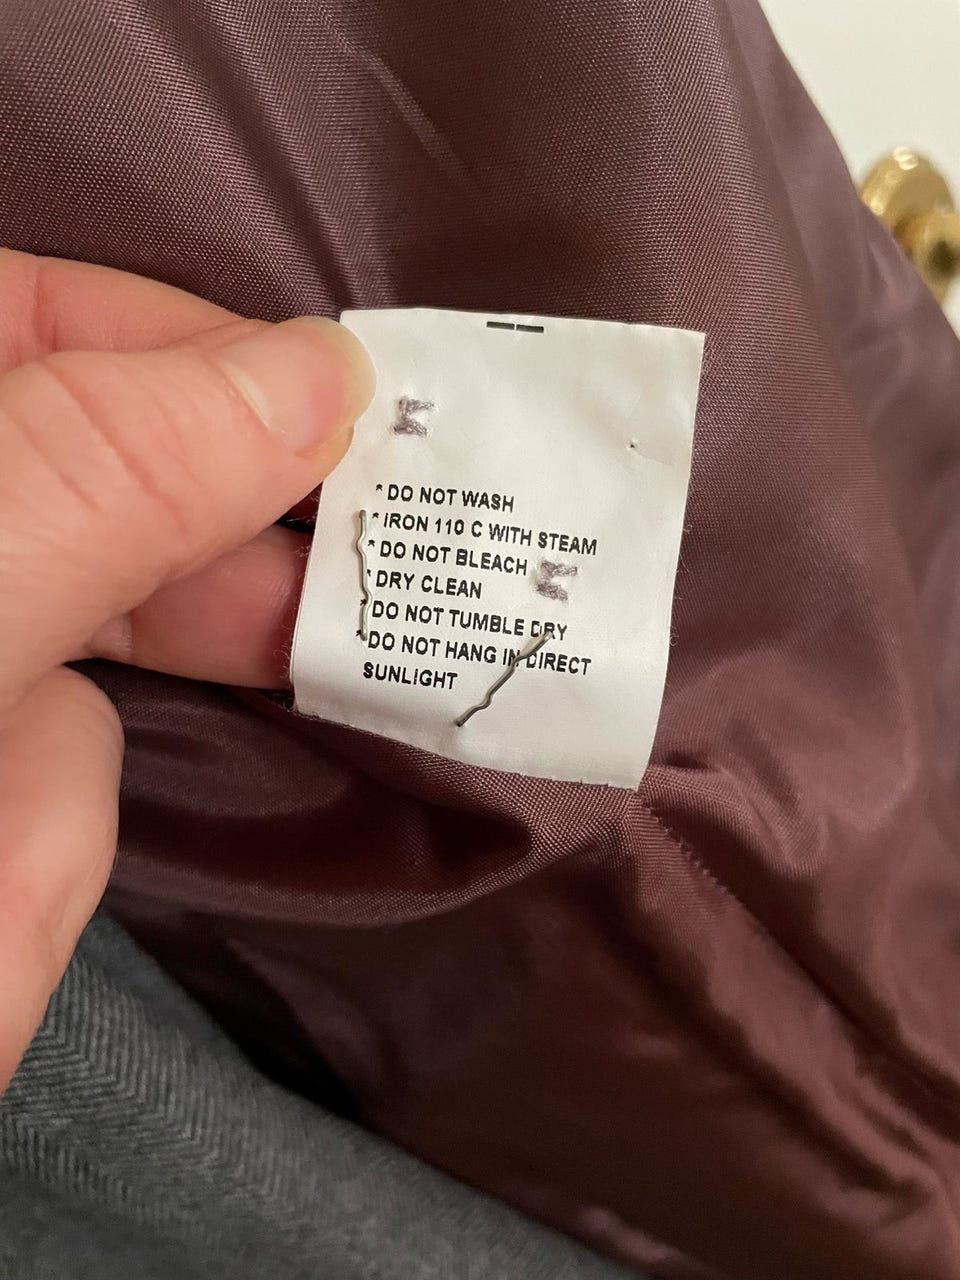 * DO NOT WASH
* IRON 110 C WITH STEAM
* DO NOT BLEACH
* DRY CLEAN
* DO NOT TUMBLE DRY
* DO NOT HANG IN DIRECT
SUNLIGHT